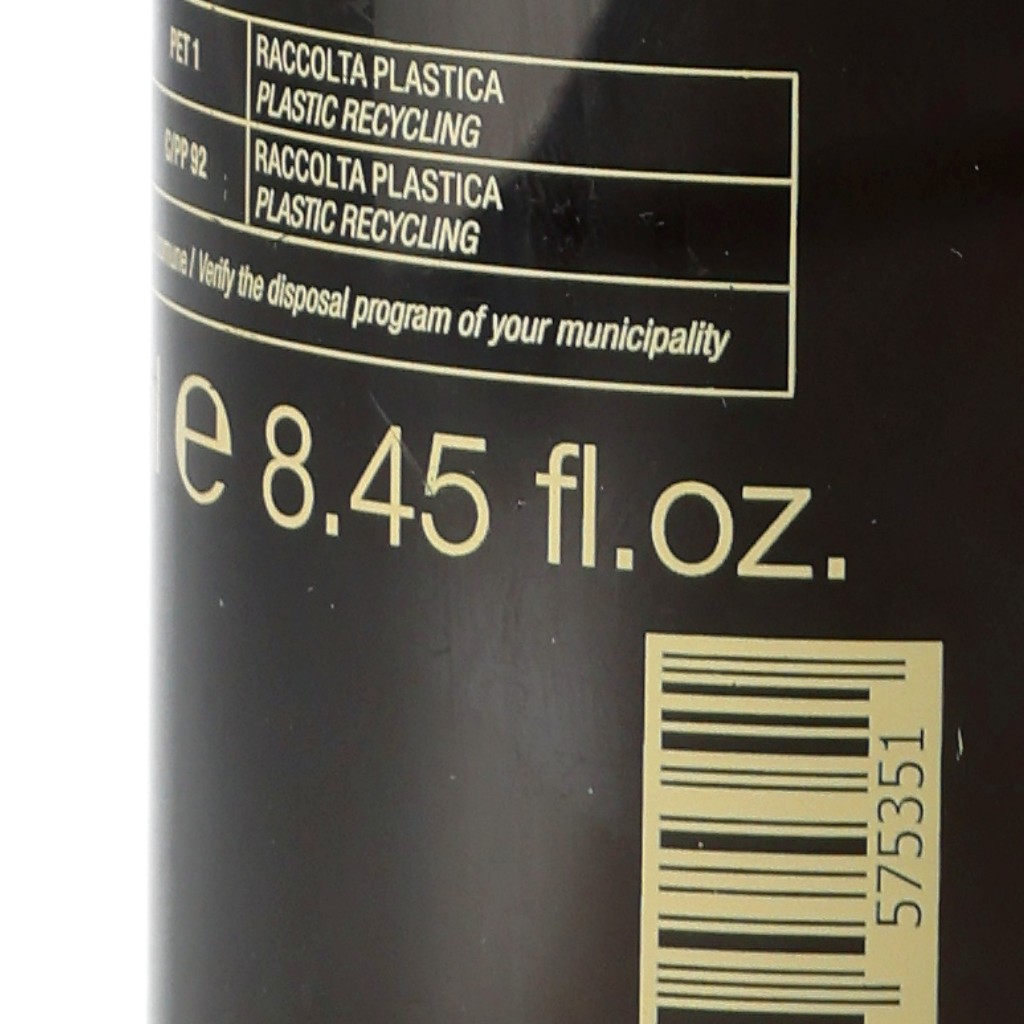 PET 1 RACCOLTA PLASTICA
PLASTIC RECYCLING
C/PP 92 RACCOLTA PLASTICA
PLASTIC RECYCLING
/ Verify the disposal program of your municipality
e 8.45 fl.oz.
575351